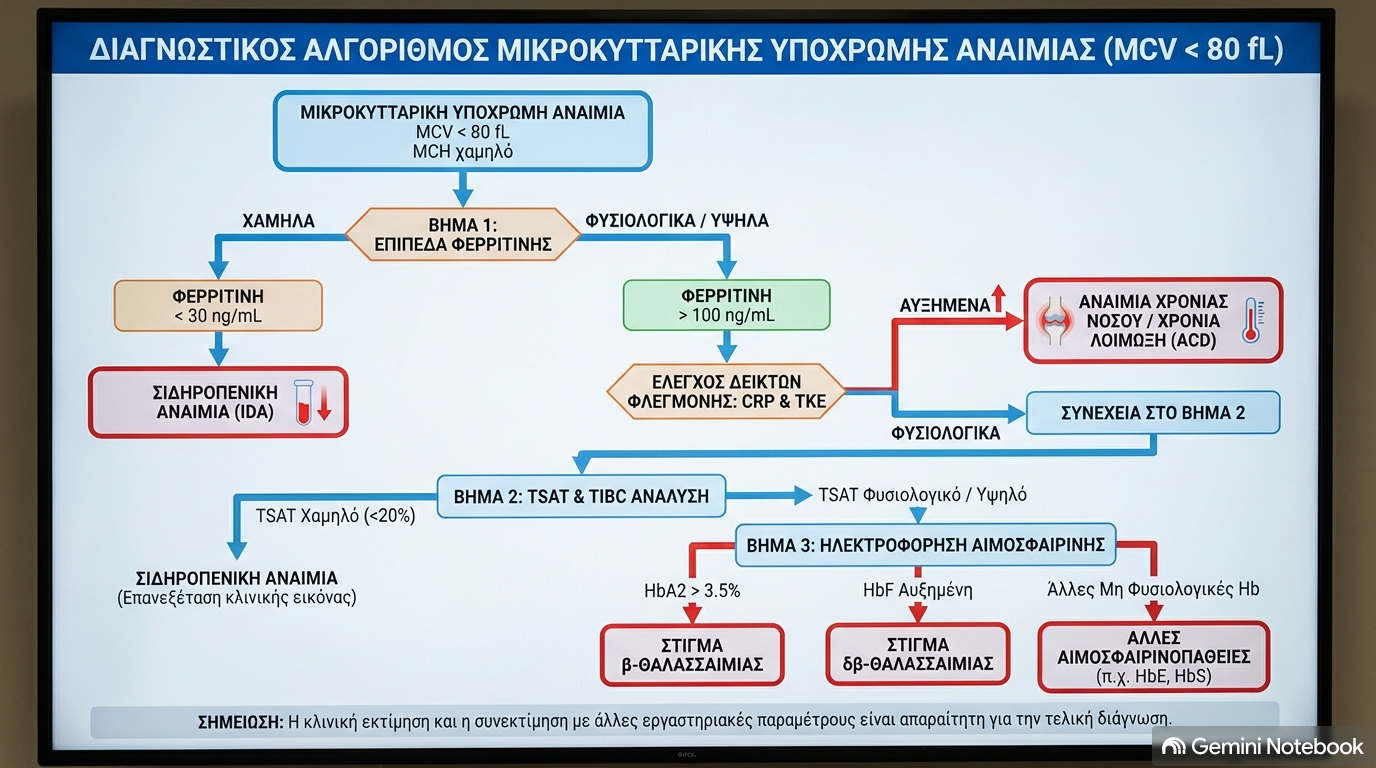 ΔΙΑΓΝΩΣΤΙΚΟΣ ΑΛΓΟΡΙΘΜΟΣ ΜΙΚΡΟΚΥΤΤΑΡΙΚΗΣ ΥΠΟΧΡΩΜΗΣ ΑΝΑΙΜΙΑΣ (MCV < 80 fL)
ΜΙΚΡΟΚΥΤΤΑΡΙΚΗ ΥΠΟΧΡΩΜΗ ΑΝΑΙΜΙΑ
MCV < 80 fL
MCH χαμηλό
ΧΑΜΗΛΑ
ΒΗΜΑ 1:
ΕΠΙΠΕΔΑ ΦΕΡΡΙΤΙΝΗΣ
ΦΥΣΙΟΛΟΓΙΚΑ / ΥΨΗΛΑ
ΦΕΡΡΙΤΙΝΗ
< 30 ng/mL
ΦΕΡΡΙΤΙΝΗ
> 100 ng/mL
ΑΥΞΗΜΕΝΑ
ΑΝΑΙΜΙΑ ΧΡΟΝΙΑΣ
ΝΟΣΟΥ / ΧΡΟΝΙΑ
ΛΟΙΜΩΞΗ (ACD)
ΣΙΔΗΡΟΠΕΝΙΚΗ
ΑΝΑΙΜΙΑ (IDA)
ΕΛΕΓΧΟΣ ΔΕΙΚΤΩΝ
ΦΛΕΓΜΟΝΗΣ: CRP & ΤΚΕ
ΦΥΣΙΟΛΟΓΙΚΑ
ΣΥΝΕΧΕΙΑ ΣΤΟ ΒΗΜΑ 2
ΒΗΜΑ 2: TSAT & TIBC ΑΝΑΛΥΣΗ
TSAT Χαμηλό (<20%)
TSAT Φυσιολογικό / Υψηλό
ΣΙΔΗΡΟΠΕΝΙΚΗ ΑΝΑΙΜΙΑ
(Επανεξέταση κλινικής εικόνας)
ΒΗΜΑ 3: ΗΛΕΚΤΡΟΦΟΡΗΣΗ ΑΙΜΟΣΦΑΙΡΙΝΗΣ
HbA2 > 3.5%
HbF Αυξημένη
Άλλες Μη Φυσιολογικές Hb
ΣΤΙΓΜΑ
β-ΘΑΛΑΣΣΑΙΜΙΑΣ
ΣΤΙΓΜΑ
δβ-ΘΑΛΑΣΣΑΙΜΙΑΣ
ΑΛΛΕΣ
ΑΙΜΟΣΦΑΙΡΙΝΟΠΑΘΕΙΕΣ
(π.χ. HbE, HbS)
ΣΗΜΕΙΩΣΗ: Η κλινική εκτίμηση και η συνεκτίμηση με άλλες εργαστηριακές παραμέτρους είναι απαραίτητη για την τελική διάγνωση.
Gemini Notebook